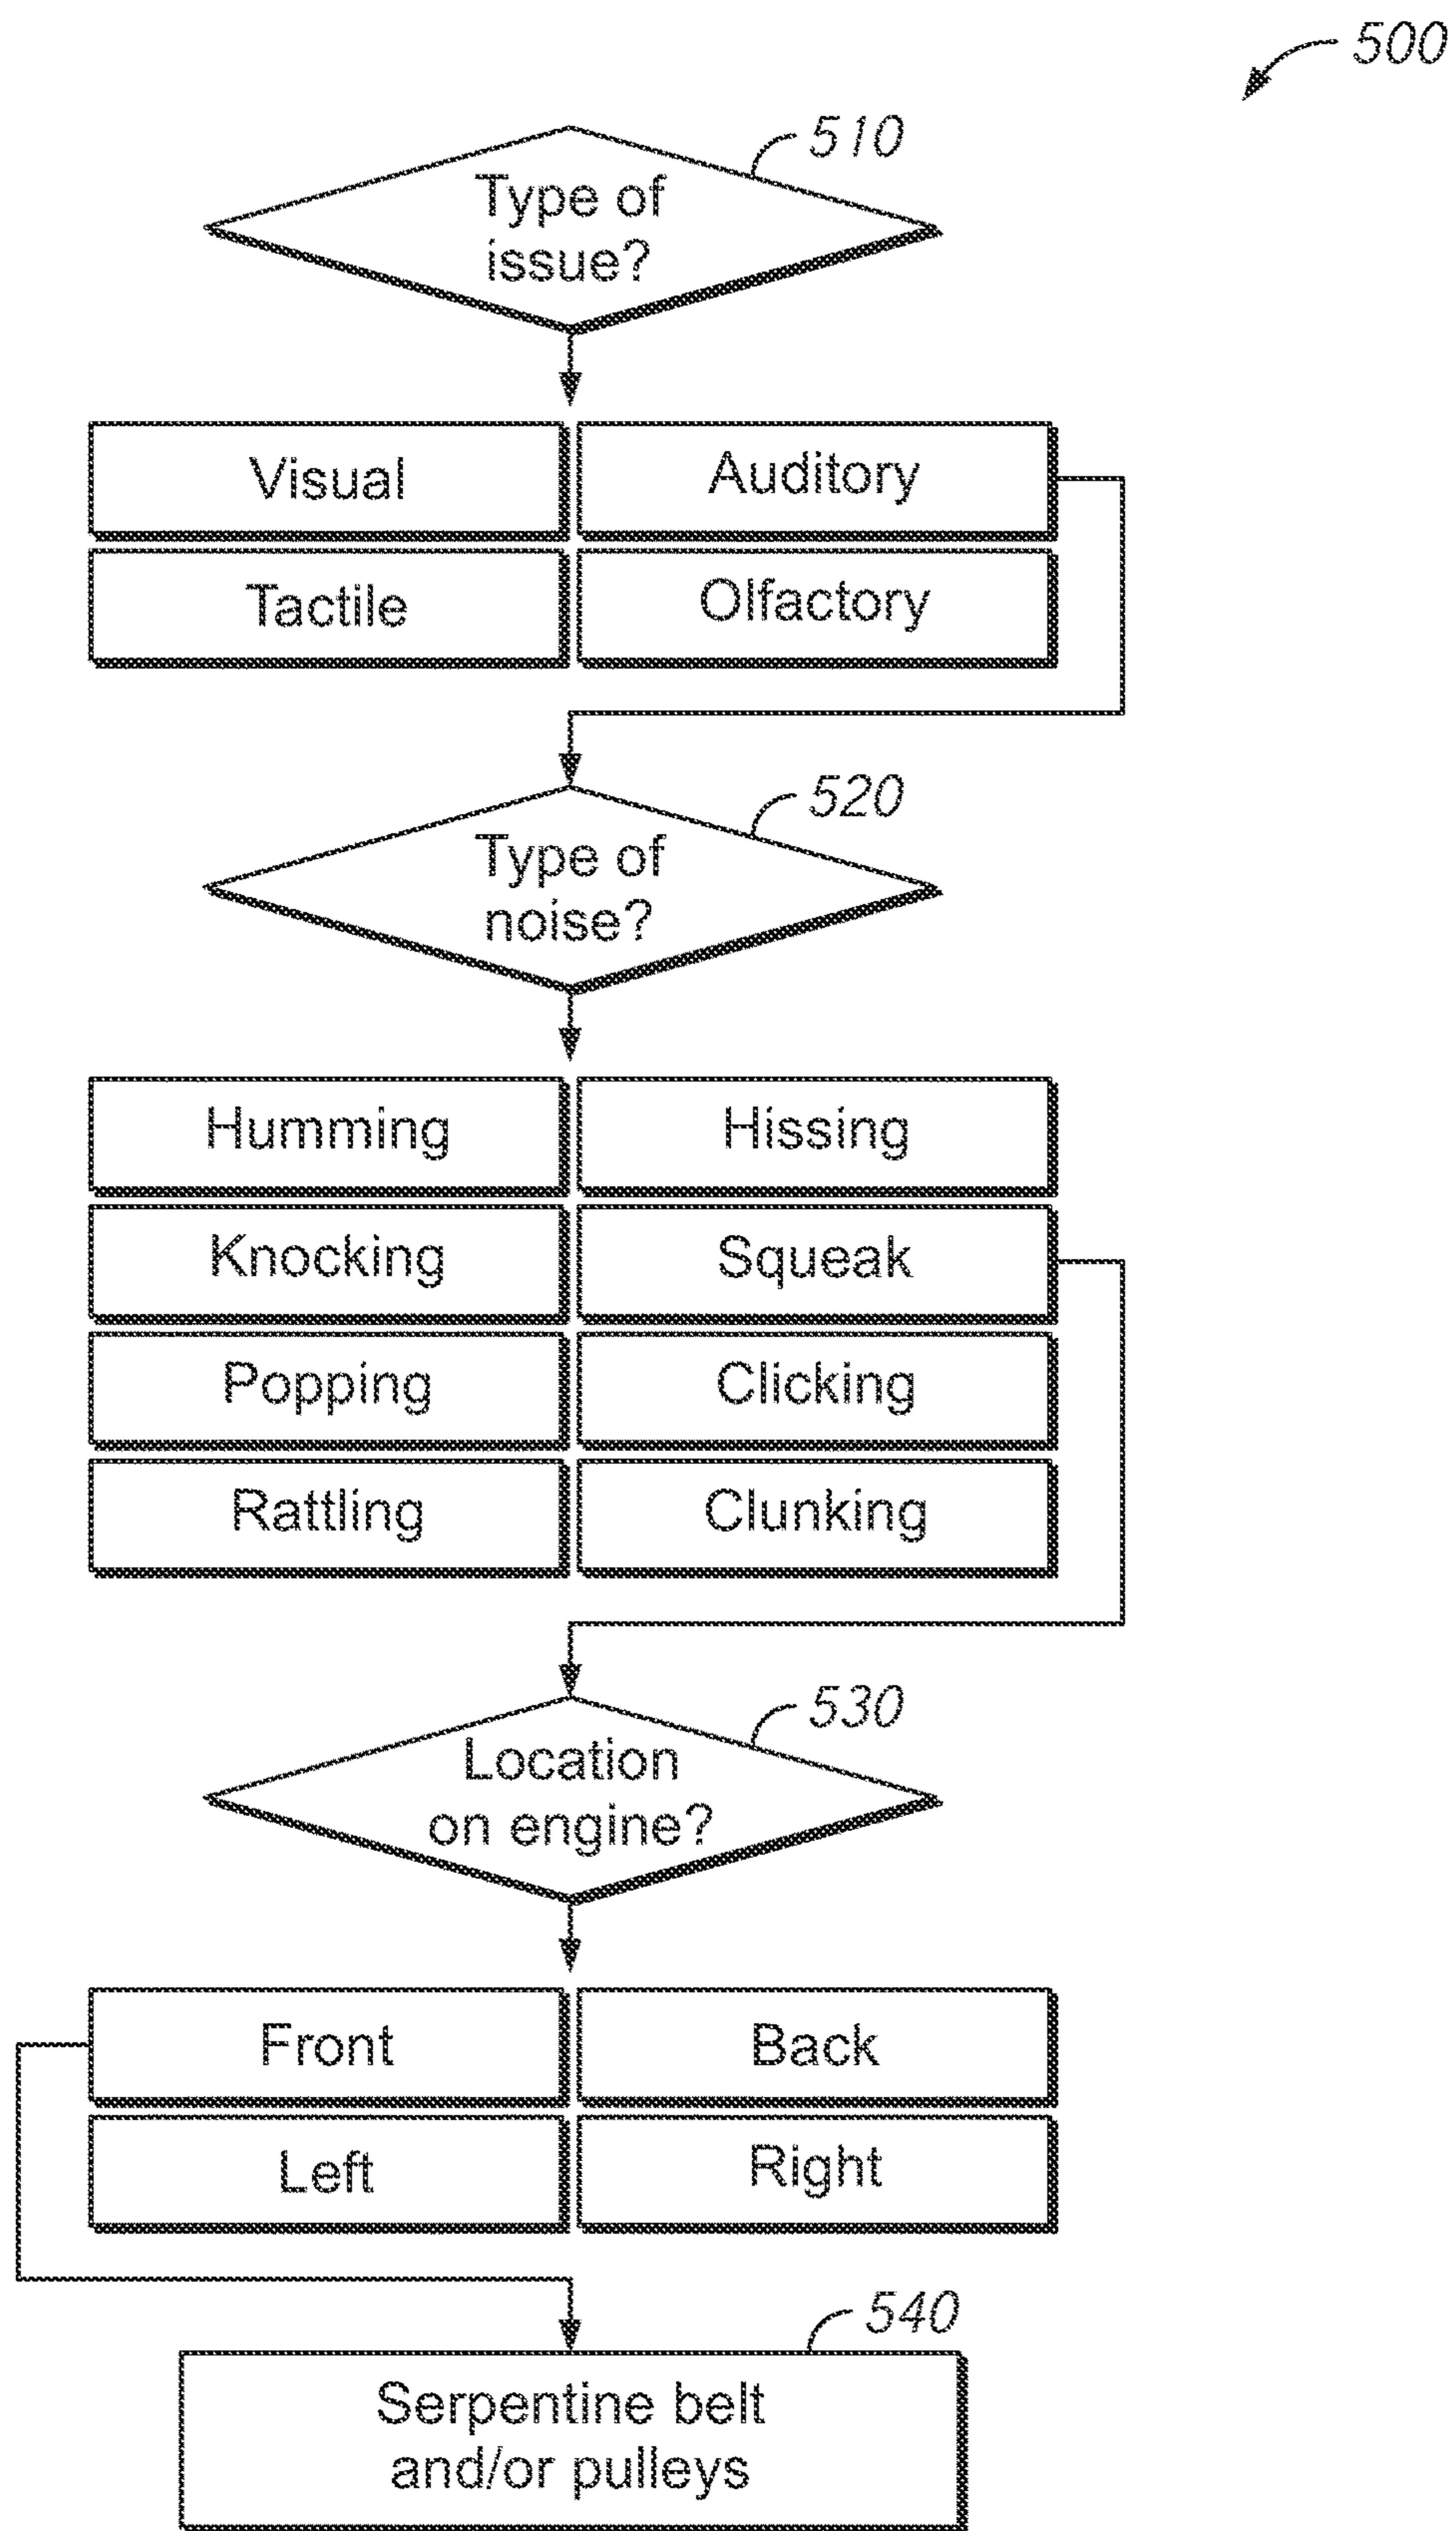 500
510
Type of
issue?
Visual
Auditory
Tactile
Olfactory
520
Type of
noise?
Humming
Hissing
Knocking
Squeak
Popping
Clicking
Rattling
Clunking
530
Location
on engine?
Front
Back
Left
Right
540
Serpentine belt
and/or pulleys